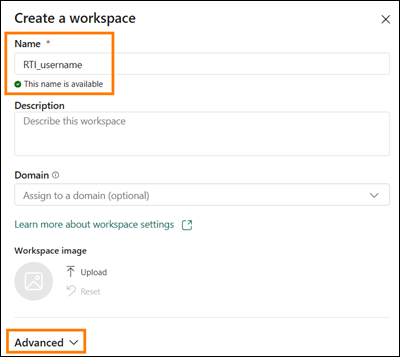 Create a workspace
Name *
RTI_username
This name is available
Description
Describe this workspace
Domain
Assign to a domain (optional)
Learn more about workspace settings
Workspace image
Upload
Reset
Advanced